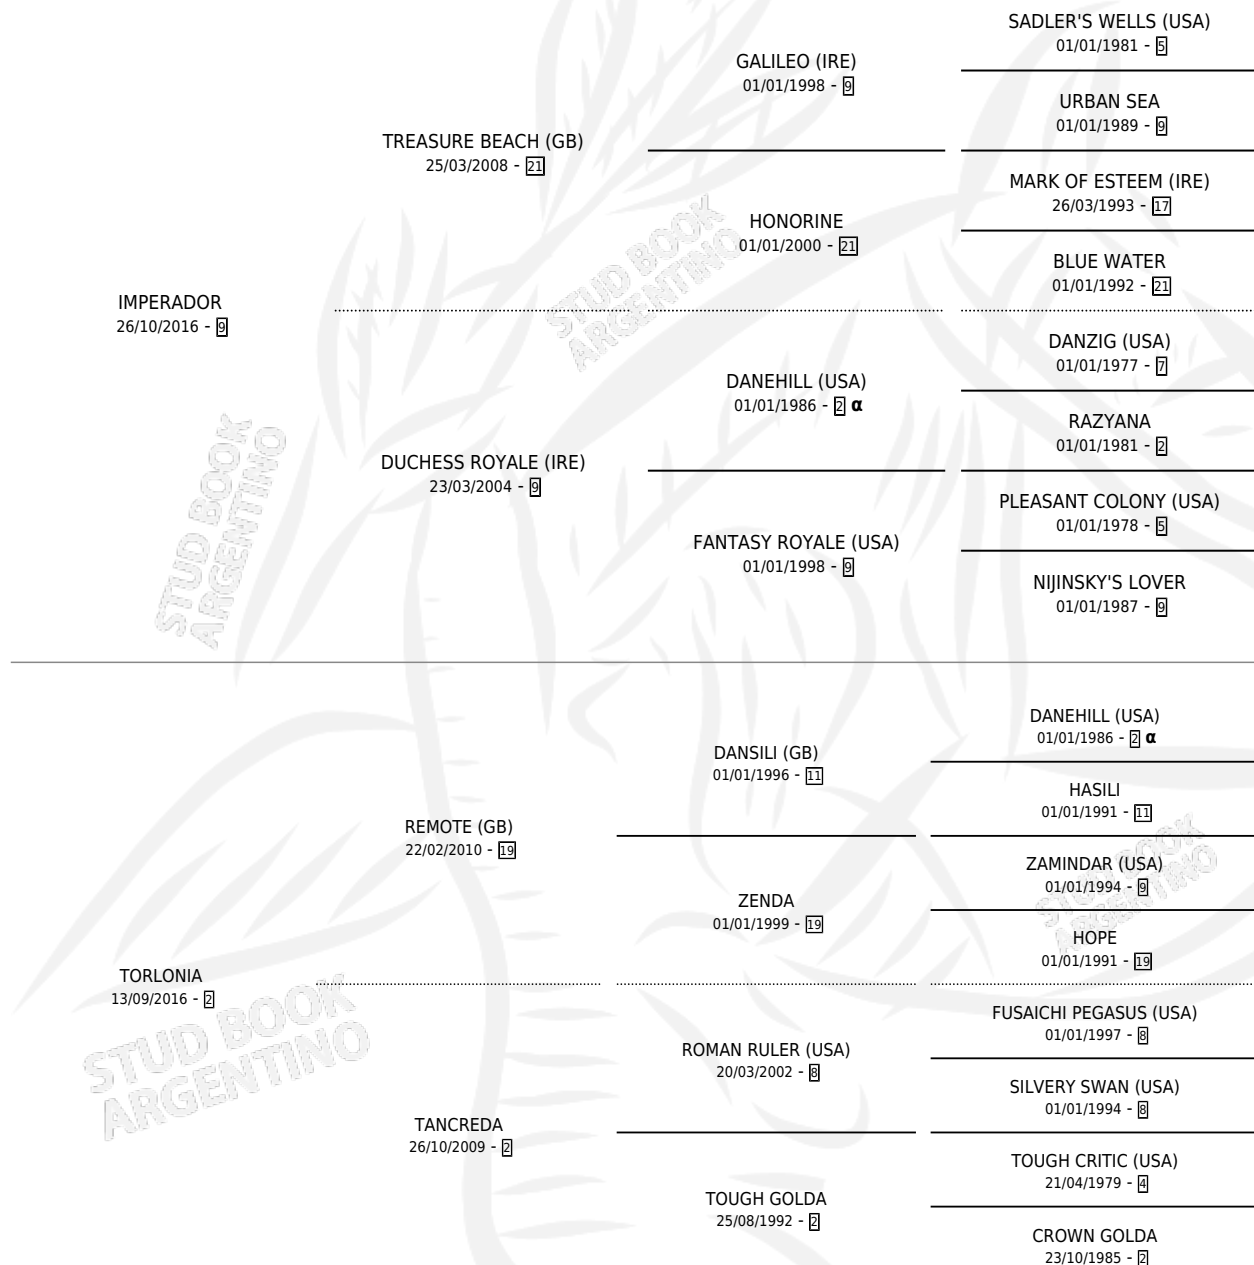 SADLER'S WELLS (USA)
01/01/1981 - 5
GALILEO (IRE)
01/01/1998 - 9
URBAN SEA
01/01/1989 - 9
TREASURE BEACH (GB)
25/03/2008 - 21
MARK OF ESTEEM (IRE)
26/03/1993 - 17
HONORINE
01/01/2000 - 21
BLUE WATER
01/01/1992 - 21
IMPERADOR
26/10/2016 - 9
STUD BOOK
ARGENTINO
DANZIG (USA)
01/01/1977 - 7
DANEHILL (USA)
01/01/1986 - 2 α
RAZYANA
01/01/1981 - 2
DUCHESS ROYALE (IRE)
23/03/2004 - 9
PLEASANT COLONY (USA)
01/01/1978 - 5
FANTASY ROYALE (USA)
01/01/1998 - 9
NIJINSKY'S LOVER
01/01/1987 - 9
STUD BOOK
ARGENTINO
DANEHILL (USA)
01/01/1986 - 2 α
DANSILI (GB)
01/01/1996 - 11
HASILI
01/01/1991 - 11
REMOTE (GB)
22/02/2010 - 19
ZAMINDAR (USA)
01/01/1994 - 9
STUD BOOK
ARGENTINO
ZENDA
01/01/1999 - 19
HOPE
01/01/1991 - 19
TORLONIA
13/09/2016 - 2
STUD BOOK
ARGENTINO
FUSAICHI PEGASUS (USA)
01/01/1997 - 8
ROMAN RULER (USA)
20/03/2002 - 8
SILVERY SWAN (USA)
01/01/1994 - 8
TANCREDA
26/10/2009 - 2
TOUGH CRITIC (USA)
21/04/1979 - 4
TOUGH GOLDA
25/08/1992 - 2
CROWN GOLDA
23/10/1985 - 2